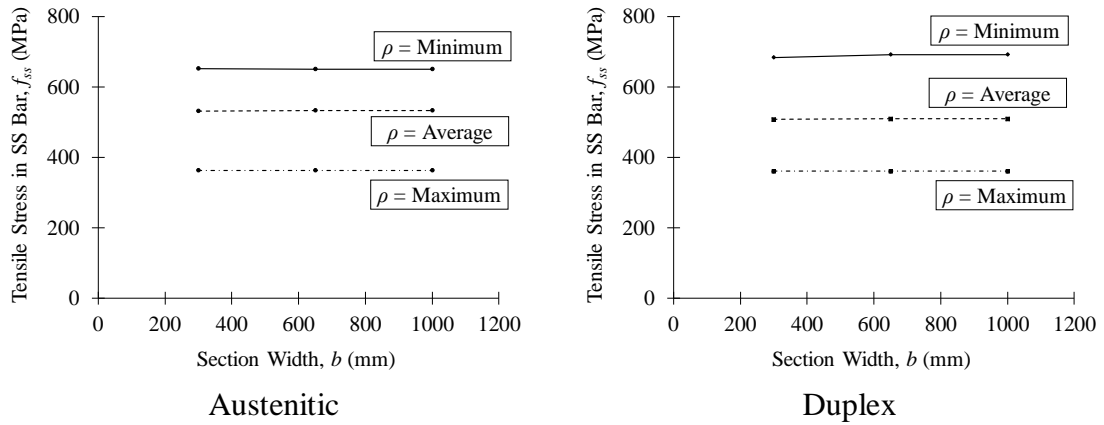 Tensile Stress in SS Bar, fss (MPa)
800
600
400
200
0
ρ = Minimum
ρ = Average
ρ = Maximum
0 200 400 600 800 1000 1200
Section Width, b (mm)
Austenitic
Tensile Stress in SS Bar, fss (MPa)
800
600
400
200
0
ρ = Minimum
ρ = Average
ρ = Maximum
0 200 400 600 800 1000 1200
Section Width, b (mm)
Duplex